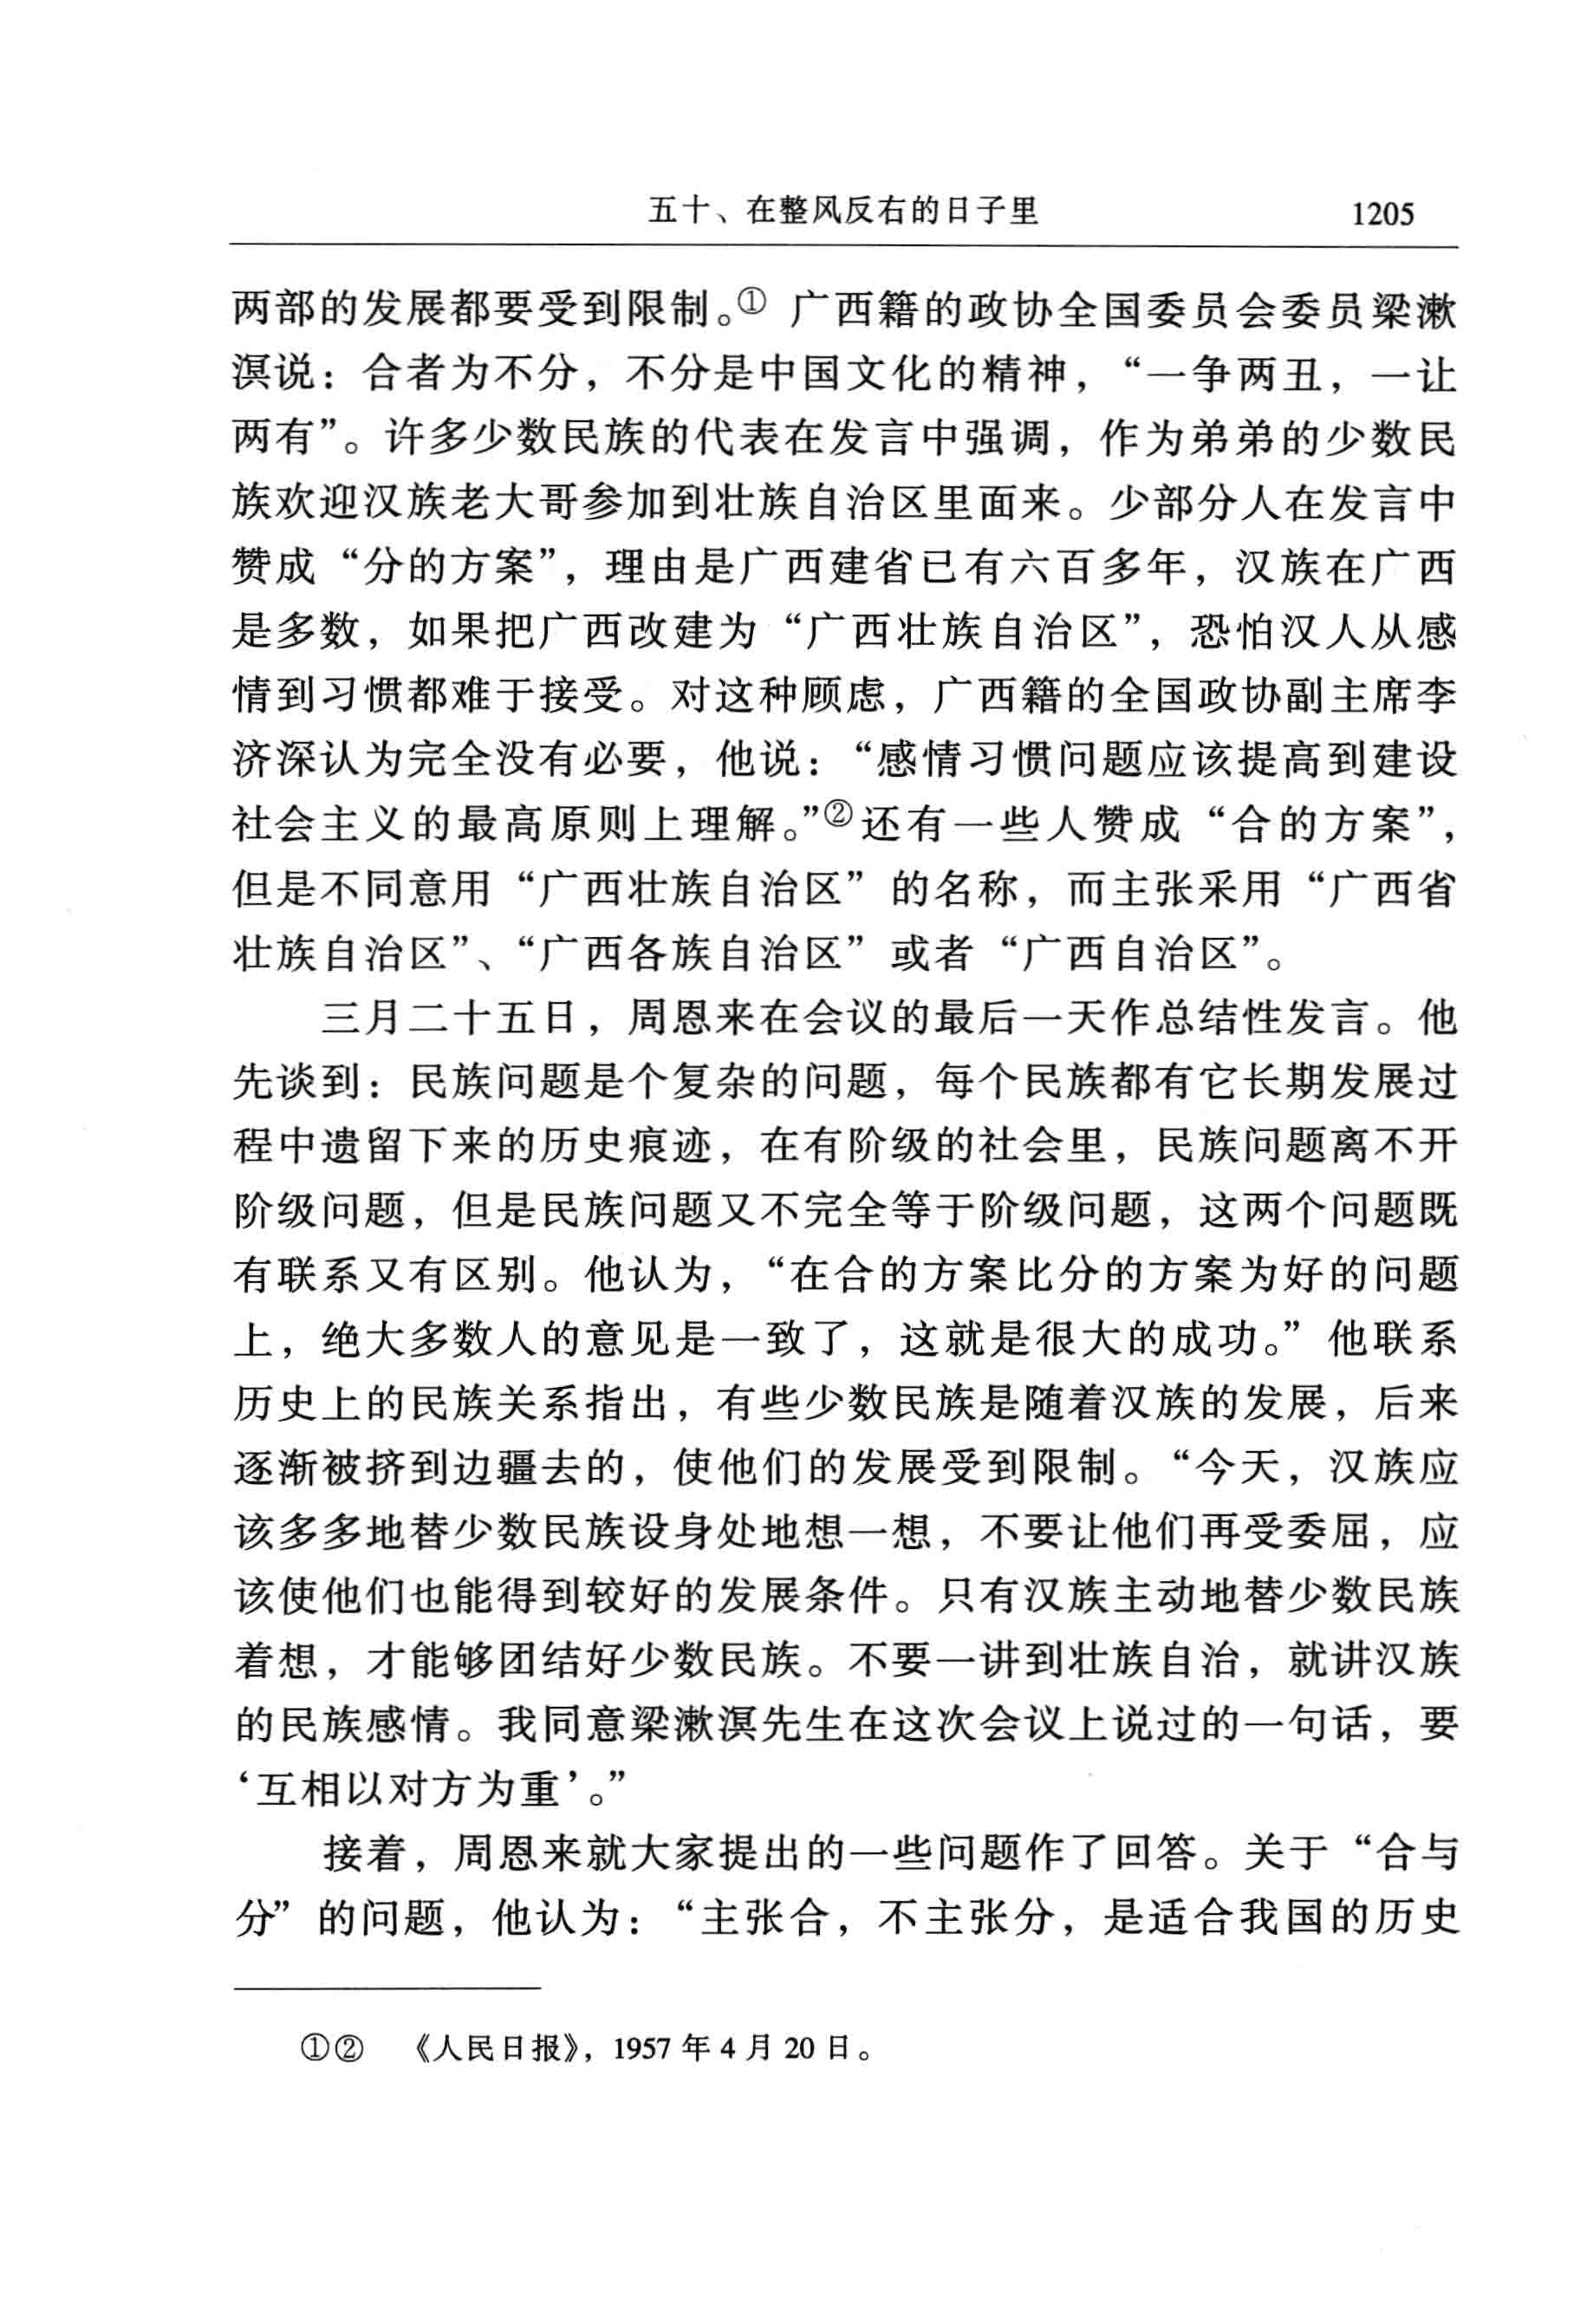 五十、在整风反右的日子里 1205
两部的发展都要受到限制。① 广西籍的政协全国委员会委员梁漱
溟说：合者为不分，不分是中国文化的精神，“一争两丑，一让
两有”。许多少数民族的代表在发言中强调，作为弟弟的少数民
族欢迎汉族老大哥参加到壮族自治区里面来。少部分人在发言中
赞成“分的方案”，理由是广西建省已有六百多年，汉族在广西
是多数，如果把广西改建为“广西壮族自治区”，恐怕汉人从感
情到习惯都难于接受。对这种顾虑，广西籍的全国政协副主席李
济深认为完全没有必要，他说：“感情习惯问题应该提高到建设
社会主义的最高原则上理解。”②还有一些人赞成“合的方案”，
但是不同意用“广西壮族自治区”的名称，而主张采用“广西省
壮族自治区”、“广西各族自治区”或者“广西自治区”。
三月二十五日，周恩来在会议的最后一天作总结性发言。他
先谈到：民族问题是个复杂的问题，每个民族都有它长期发展过
程中遗留下来的历史痕迹，在有阶级的社会里，民族问题离不开
阶级问题，但是民族问题又不完全等于阶级问题，这两个问题既
有联系又有区别。他认为，“在合的方案比分的方案为好的问题
上，绝大多数人的意见是一致了，这就是很大的成功。”他联系
历史上的民族关系指出，有些少数民族是随着汉族的发展，后来
逐渐被挤到边疆去的，使他们的发展受到限制。“今天，汉族应
该多多地替少数民族设身处地想一想，不要让他们再受委屈，应
该使他们也能得到较好的发展条件。只有汉族主动地替少数民族
着想，才能够团结好少数民族。不要一讲到壮族自治，就讲汉族
的民族感情。我同意梁漱溟先生在这次会议上说过的一句话，要
‘互相以对方为重’。”
接着，周恩来就大家提出的一些问题作了回答。关于“合与
分”的问题，他认为：“主张合，不主张分，是适合我国的历史
①② 《人民日报》，1957 年 4 月 20 日。